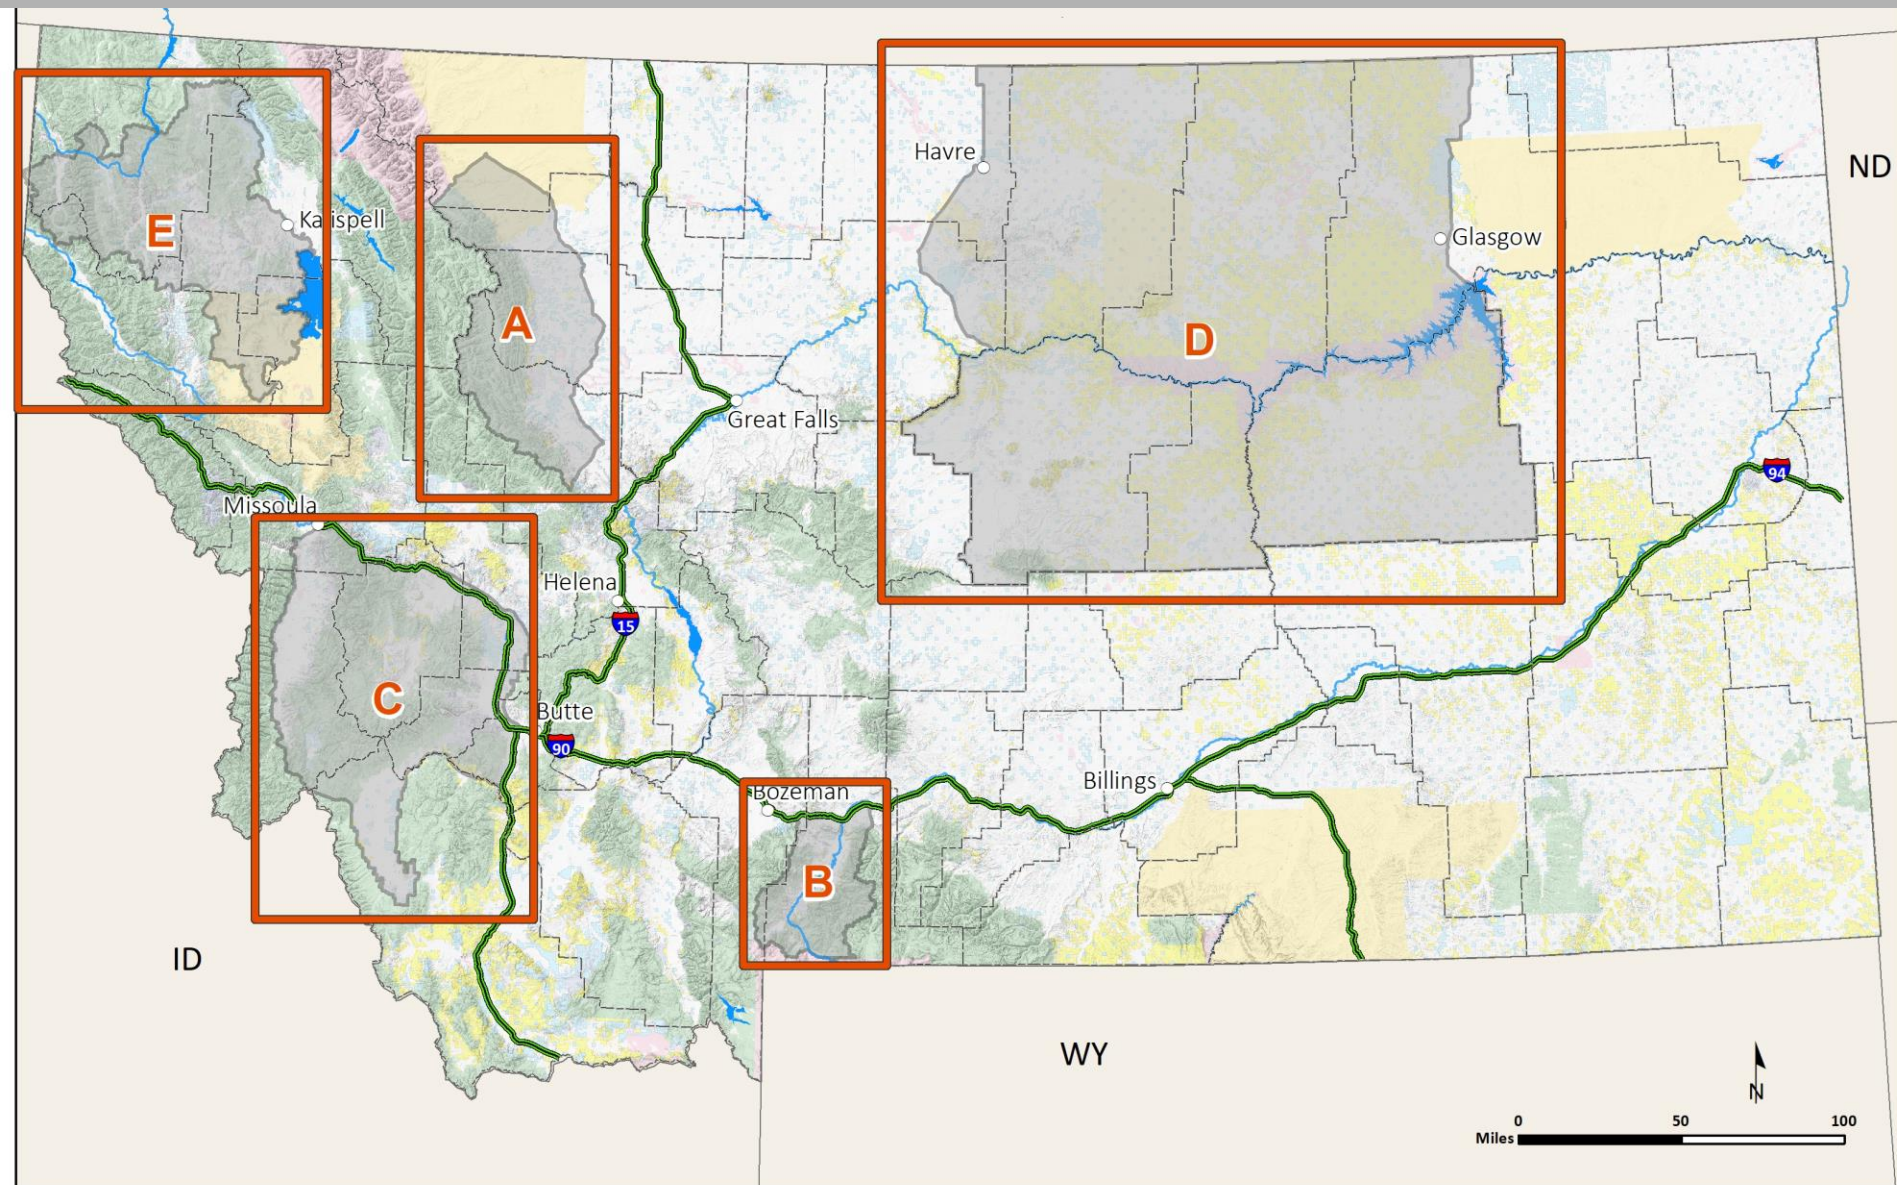 Havre
ND
Kalispell
E
Glasgow
A
D
Great Falls
94
Missoula
Helena
15
C
Butte
90
Billings
Bozeman
B
ID
WY
N
0 50 100
Miles